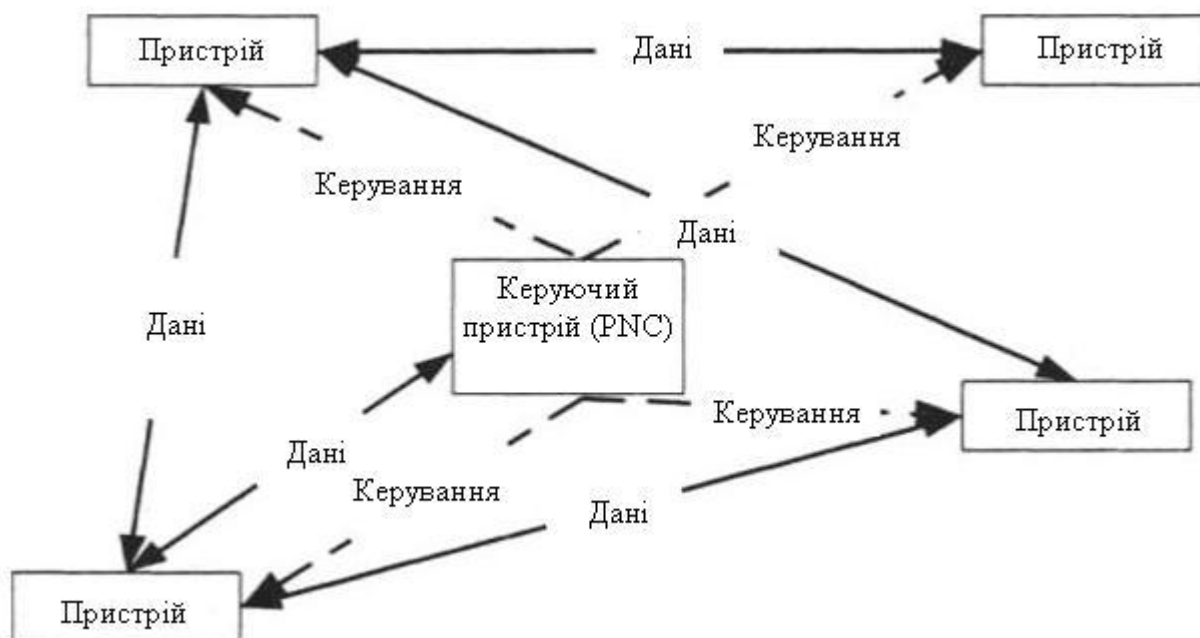 Пристрій
Дані
Пристрій
Керування
Керування
Дані
Керуючий
пристрій (PNC)
Дані
Керування
Пристрій
Дані
Керування
Дані
Пристрій